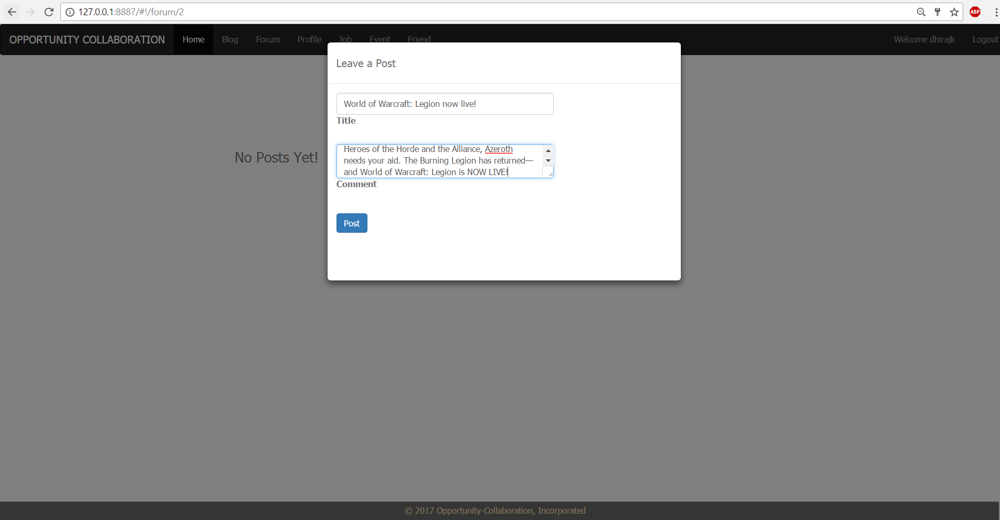 127.0.0.1:8887/#!/forum/2
ABP
OPPORTUNITY COLLABORATION Home Blog Forum Profile Job Event Friend Welcome dhirajk Logout
Leave a Post
World of Warcraft: Legion now live!
Title
No Posts Yet!
Heroes of the Horde and the Alliance, Azeroth
needs your aid. The Burning Legion has returned—
and World of Warcraft: Legion is NOW LIVE!
Comment
Post
© 2017 Opportunity-Collaboration, Incorporated